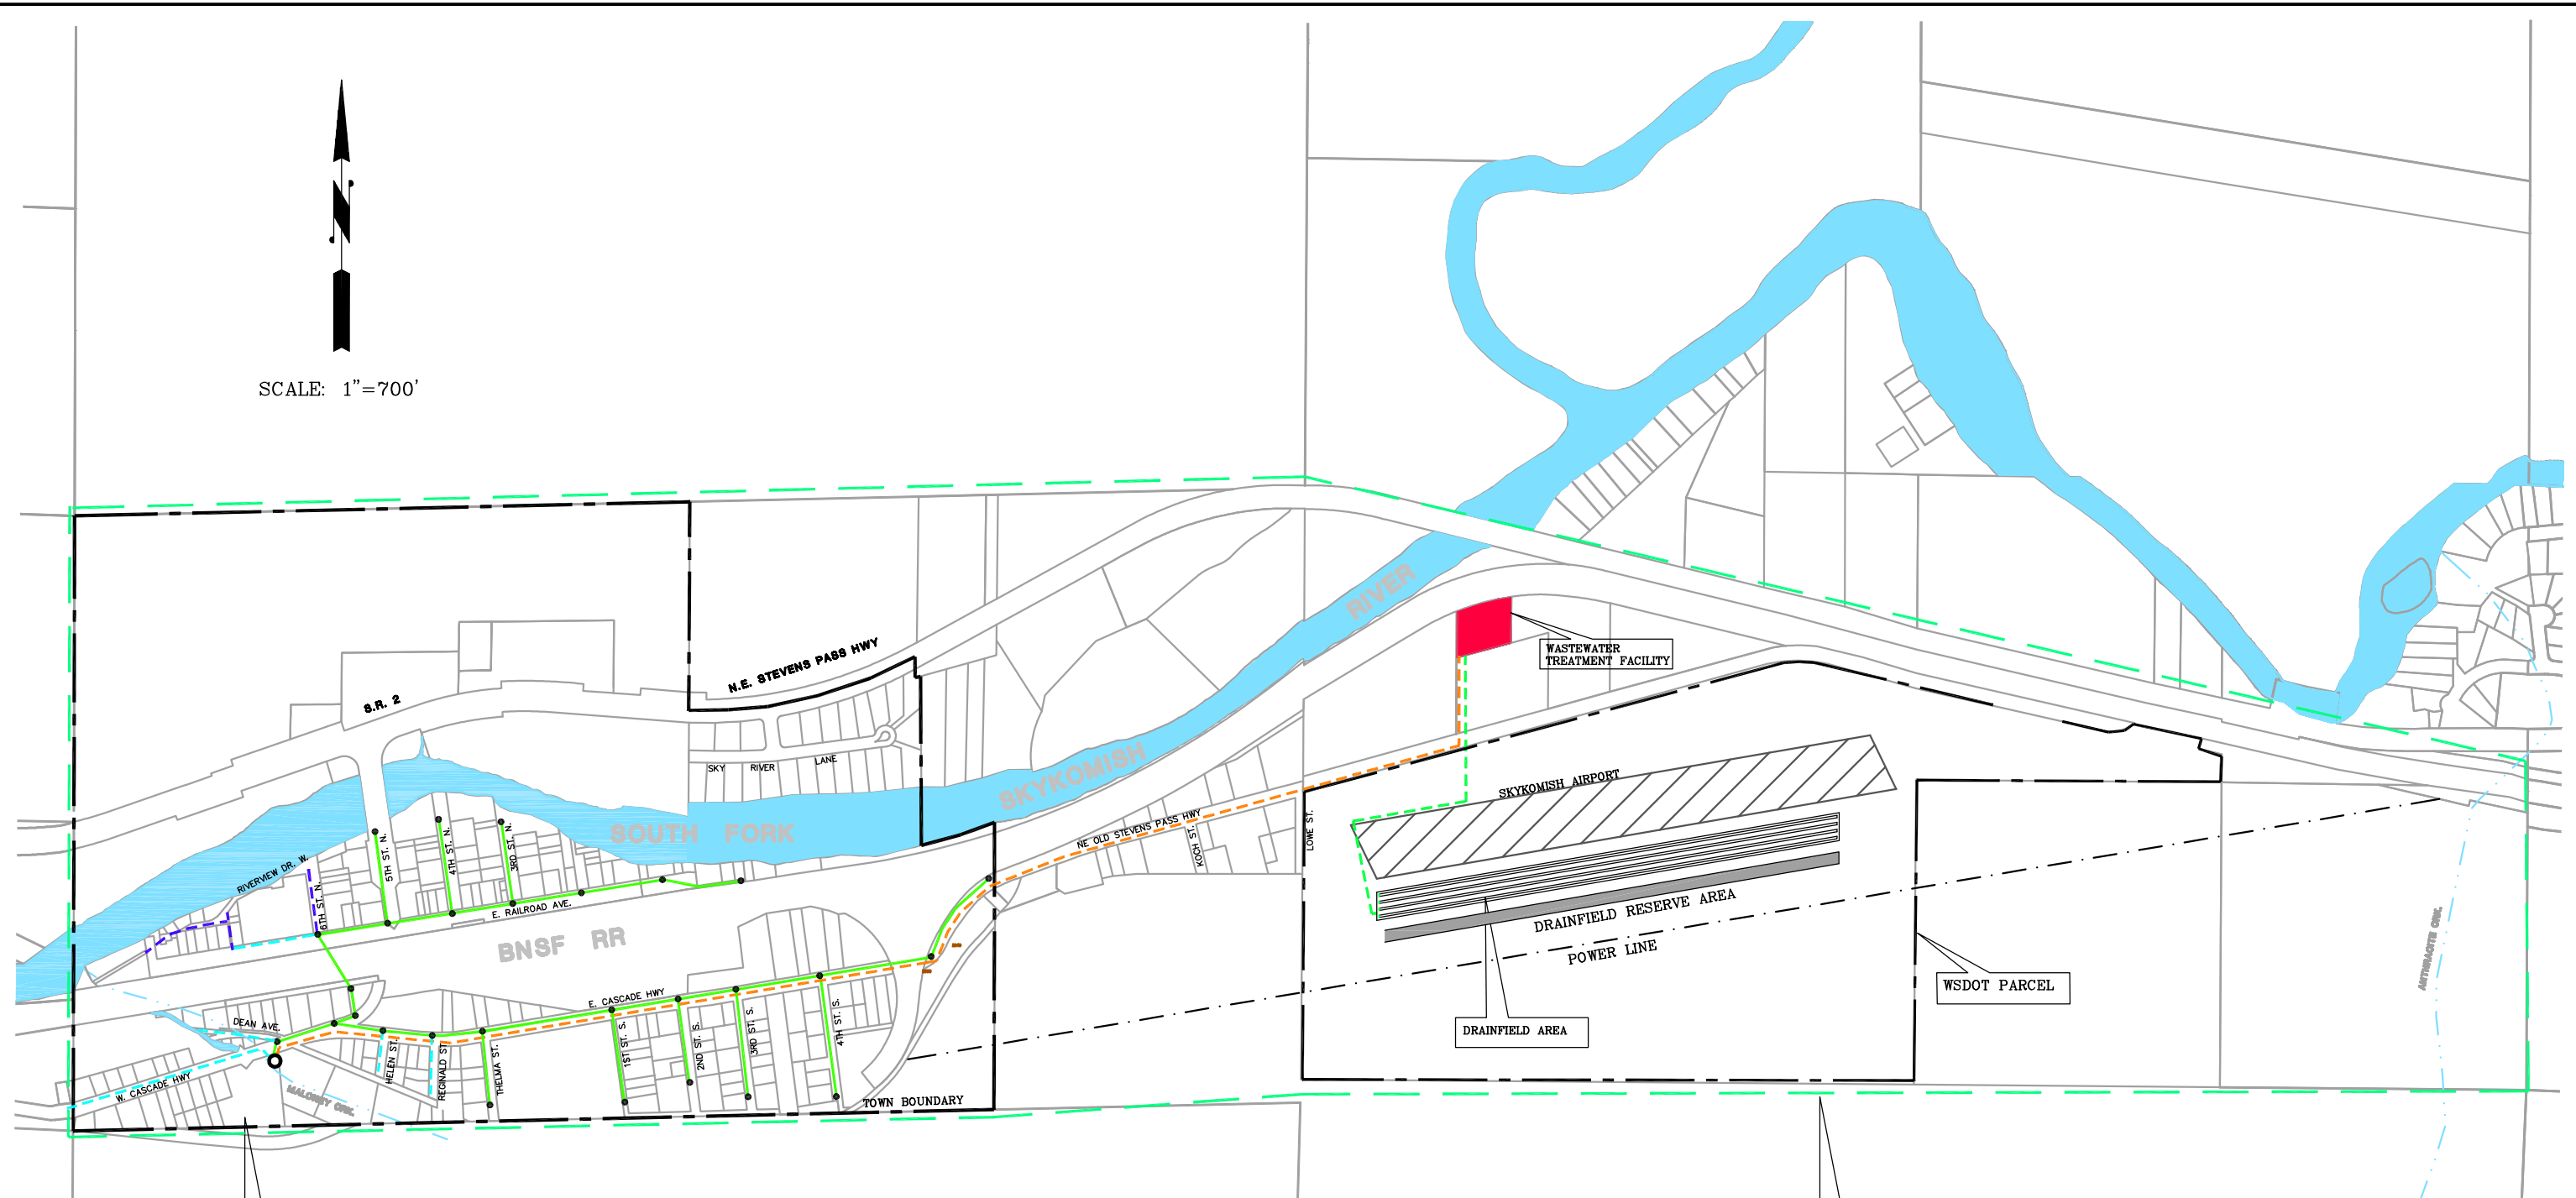 N
SCALE: 1"=700'
N.E. STEVENS PASS HWY
S.R. 2
RIVER
WASTEWATER
TREATMENT FACILITY
SKY RIVER LANE
SKYKOMISH
SKYKOMISH AIRPORT
SOUTH FORK
NE OLD STEVENS PASS HWY
KOCH ST.
LOWE ST.
RIVERVIEW DR. W.
6TH ST. N.
5TH ST. N.
4TH ST. N.
3RD ST. N.
E. RAILROAD AVE.
BNSF RR
DRAINFIELD RESERVE AREA
POWER LINE
ANTHRACITE CRK.
WSDOT PARCEL
DRAINFIELD AREA
E. CASCADE HWY
DEAN AVE.
W. CASCADE HWY
MALONEY CRK.
HELEN ST.
REGINALD ST.
THELMA ST.
1ST ST. S.
2ND ST. S.
3RD ST. S.
4TH ST. S.
TOWN BOUNDARY